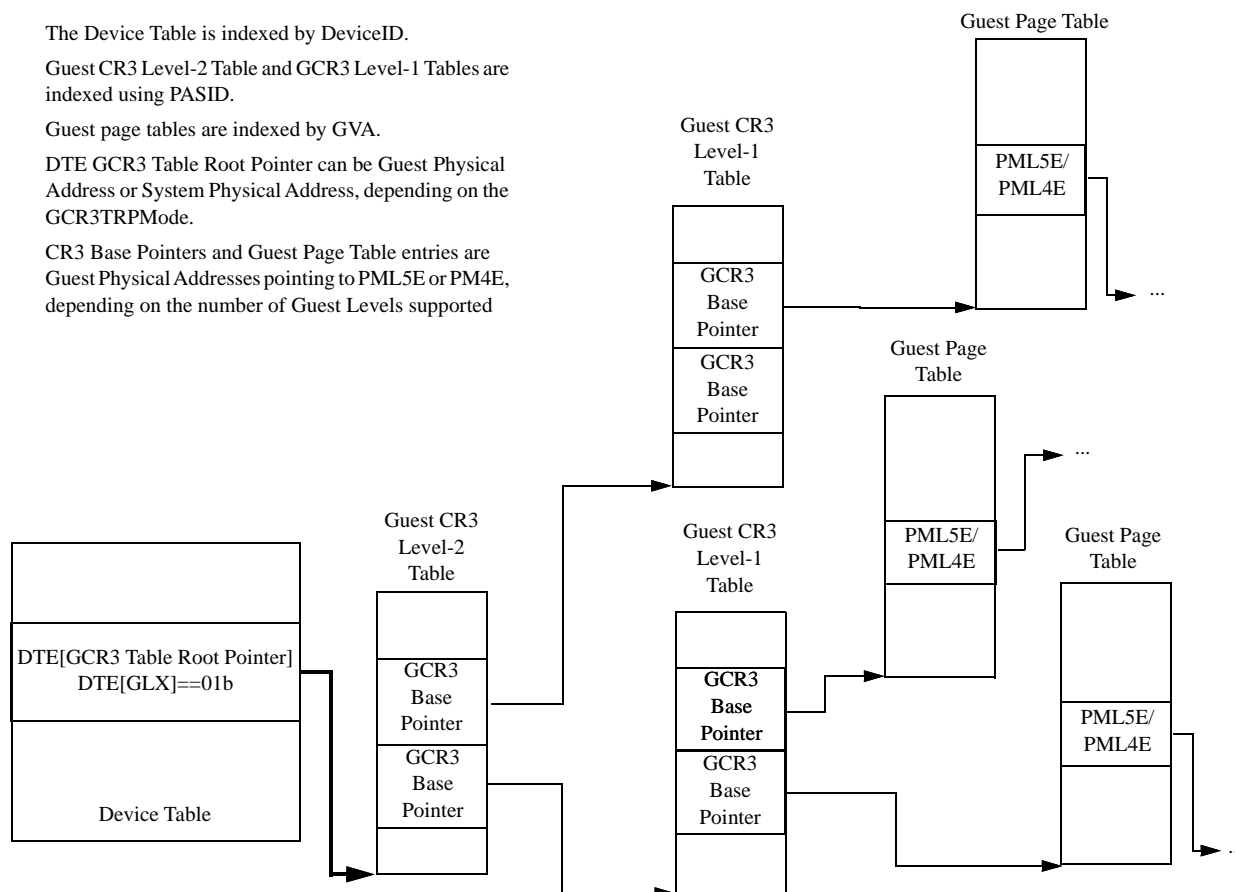 The Device Table is indexed by DeviceID.
Guest CR3 Level-2 Table and GCR3 Level-1 Tables are
indexed using PASID.
Guest page tables are indexed by GVA.
DTE GCR3 Table Root Pointer can be Guest Physical
Address or System Physical Address, depending on the
GCR3TRPMode.
CR3 Base Pointers and Guest Page Table entries are
Guest Physical Addresses pointing to PML5E or PM4E,
depending on the number of Guest Levels supported
Guest Page Table
PML5E/
PML4E
...
Guest CR3
Level-1
Table
GCR3
Base
Pointer
GCR3
Base
Pointer
Guest Page
Table
PML5E/
PML4E
...
Guest CR3
Level-2
Table
GCR3
Base
Pointer
GCR3
Base
Pointer
Guest CR3
Level-1
Table
GCR3
Base
Pointer
GCR3
Base
Pointer
Guest Page
Table
PML5E/
PML4E
..
DTE[GCR3 Table Root Pointer]
DTE[GLX]==01b
Device Table